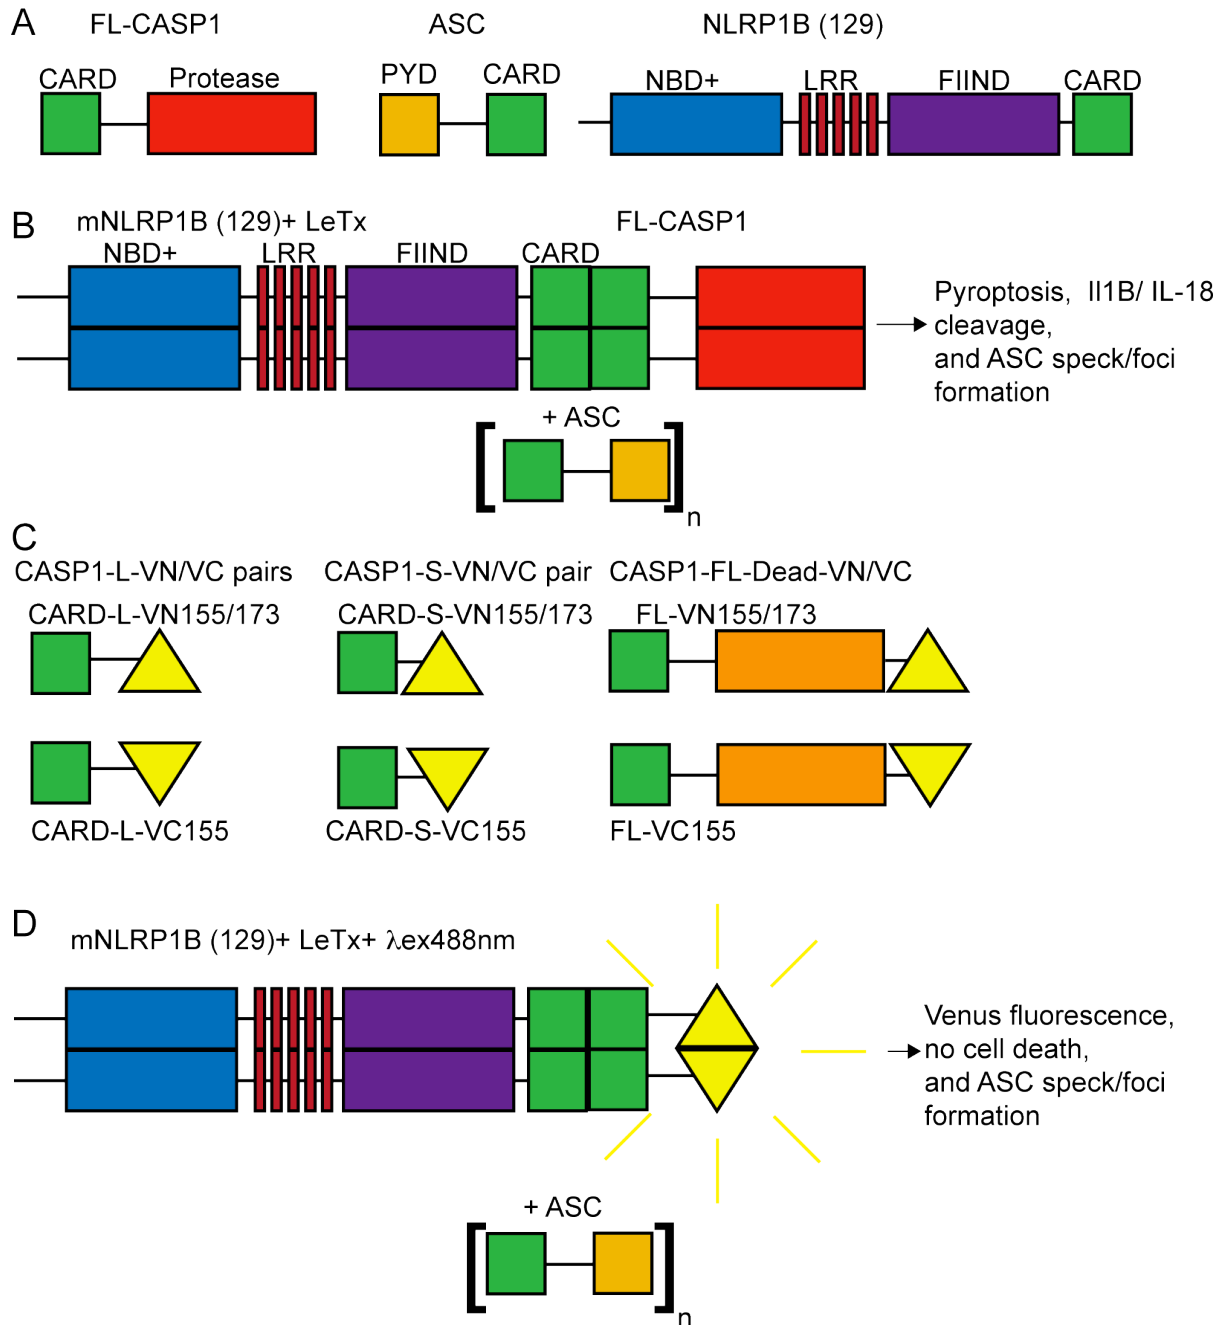 A
FL-CASP1
ASC
NLRP1B (129)
CARD
Protease
PYD
CARD
NBD+
LRR
FIIND
CARD
B
mNLRP1B (129)+ LeTx
FL-CASP1
NBD+
LRR
FIIND
CARD
Pyroptosis, Il1B/ IL-18
cleavage,
and ASC speck/foci
formation
+ ASC
n
C
CASP1-L-VN/VC pairs
CASP1-S-VN/VC pair
CASP1-FL-Dead-VN/VC
CARD-L-VN155/173
CARD-S-VN155/173
FL-VN155/173
CARD-L-VC155
CARD-S-VC155
FL-VC155
D
mNLRP1B (129)+ LeTx+ λex488nm
Venus fluorescence,
no cell death,
and ASC speck/foci
formation
+ ASC
n